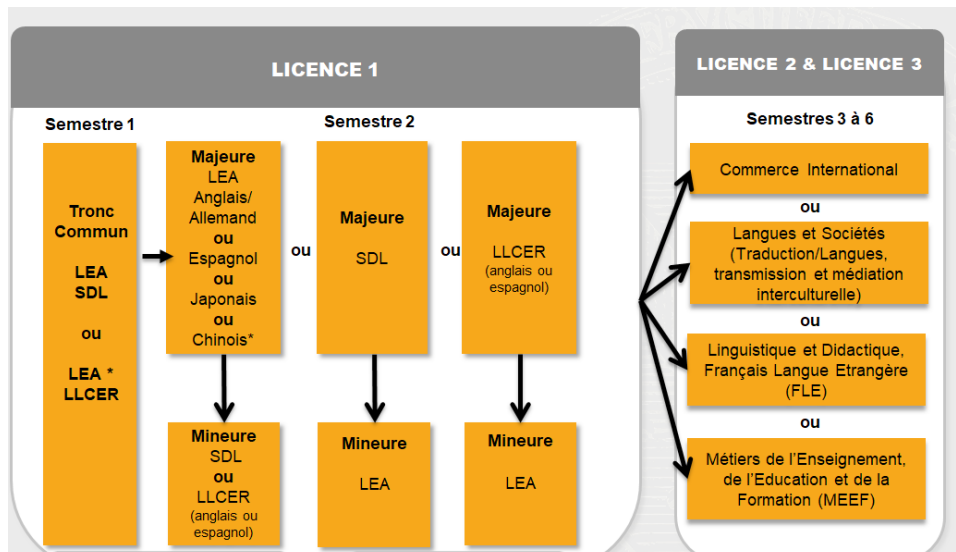 LICENCE 1
Semestre 1
Semestre 2
Tronc
Commun
LEA
SDL
ou
LEA *
LLCER
Majeure
LEA
Anglais/
Allemand
ou
Espagnol
ou
Japonais
ou
Chinois*
ou
Majeure
SDL
ou
Majeure
LLCER
(anglais ou
espagnol)
Mineure
SDL
ou
LLCER
(anglais ou
espagnol)
Mineure
LEA
Mineure
LEA
LICENCE 2 & LICENCE 3
Semestres 3 à 6
Commerce International
ou
Langues et Sociétés
(Traduction/Langues,
transmission et médiation
interculturelle)
ou
Linguistique et Didactique,
Français Langue Etrangère
(FLE)
ou
Métiers de l'Enseignement,
de l'Education et de la
Formation (MEEF)